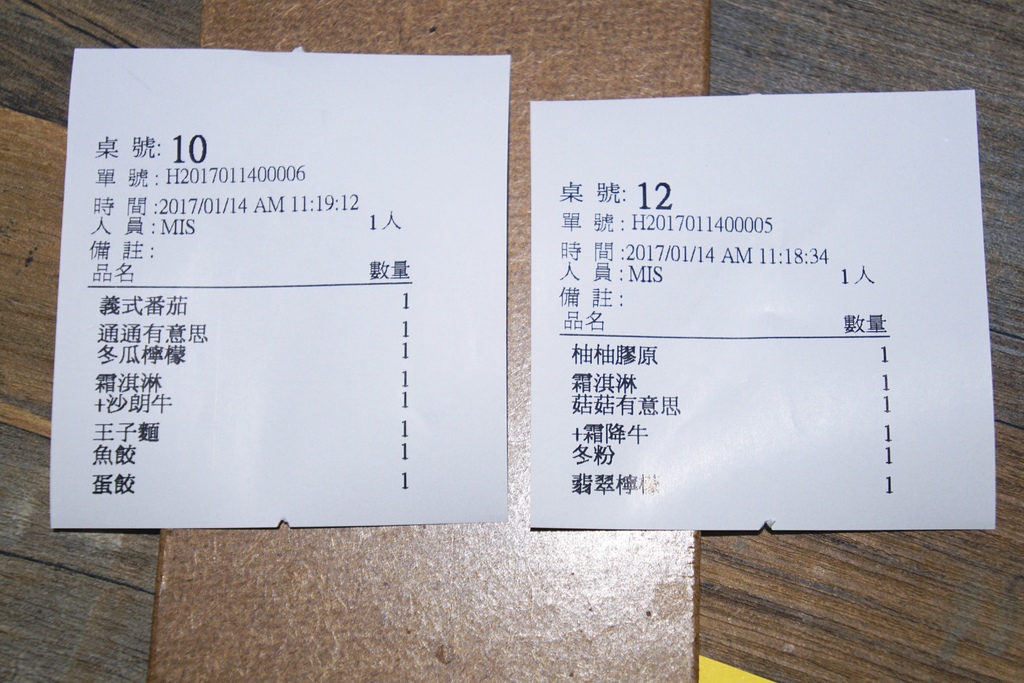 桌 號: 10
單 號: H2017011400006
時 間:2017/01/14 AM 11:19:12
人 員: MIS 1人
備 註:
品名 數量
義式番茄 1
通通有意思 1
冬瓜檸檬 1
霜淇淋 1
+沙朗牛 1
王子麵 1
魚餃 1
蛋餃 1
桌 號: 12
單 號: H2017011400005
時 間:2017/01/14 AM 11:18:34
人 員: MIS 1人
備 註:
品名 數量
柚柚膠原 1
霜淇淋 1
菇菇有意思 1
+霜降牛 1
冬粉 1
翡翠檸檬 1